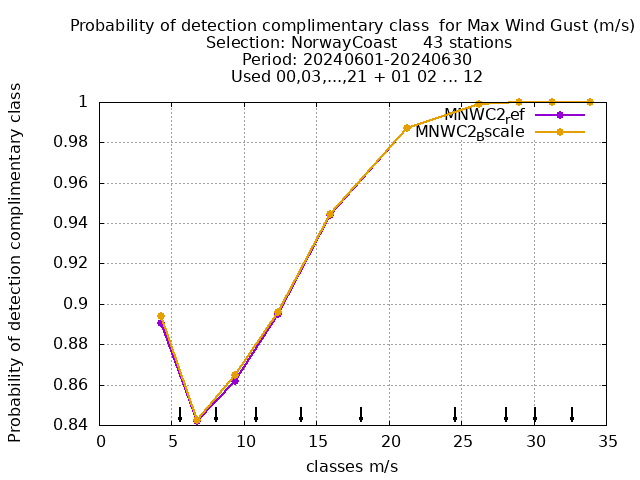 Probability of detection complimentary class  for Max Wind Gust (m/s)
Selection: NorwayCoast     43 stations
Period: 20240601-20240630
Used 00,03,...,21 + 01 02 ... 12
Probability of detection complimentary class
1
0.98
0.96
0.94
0.92
0.9
0.88
0.86
0.84
MNWC2ref
MNWC2Bscale
0 5 10 15 20 25 30 35
classes m/s